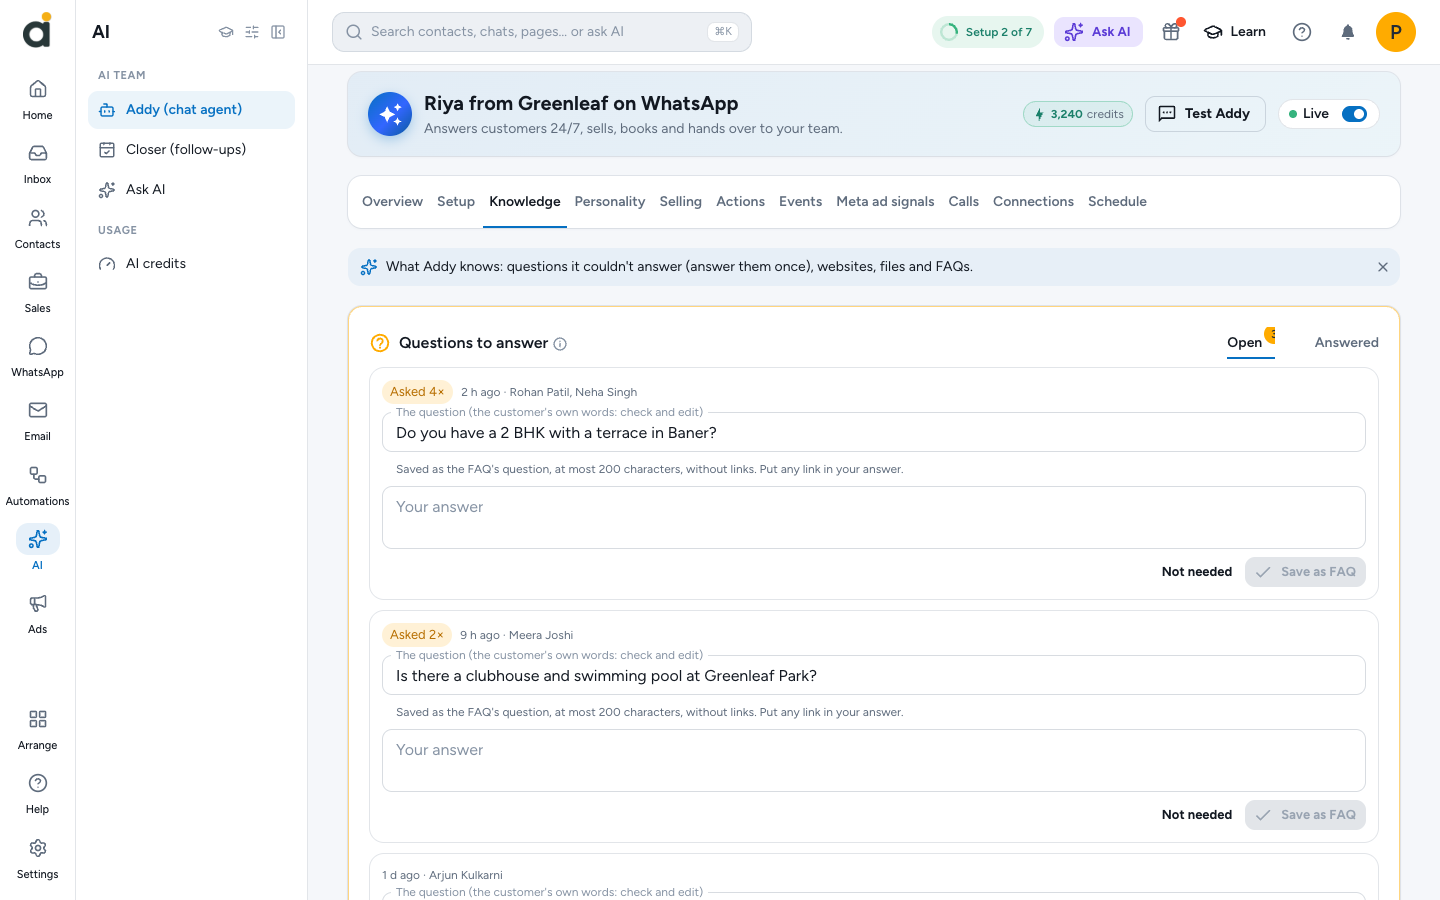 AI
Search contacts, chats, pages... or ask AI
⌘K
Setup 2 of 7
Ask AI
Learn
P
Home
Inbox
Contacts
Sales
WhatsApp
Email
Automations
AI
Ads
Arrange
Help
Settings
AI TEAM
Addy (chat agent)
Closer (follow-ups)
Ask AI
USAGE
AI credits
Riya from Greenleaf on WhatsApp
Answers customers 24/7, sells, books and hands over to your team.
3,240 credits
Test Addy
Live
Overview Setup Knowledge Personality Selling Actions Events Meta ad signals Calls Connections Schedule
What Addy knows: questions it couldn't answer (answer them once), websites, files and FAQs.
Questions to answer
Open
Answered
Asked 4×
2 h ago · Rohan Patil, Neha Singh
The question (the customer's own words: check and edit)
Do you have a 2 BHK with a terrace in Baner?
Saved as the FAQ's question, at most 200 characters, without links. Put any link in your answer.
Your answer
Not needed
Save as FAQ
Asked 2×
9 h ago · Meera Joshi
The question (the customer's own words: check and edit)
Is there a clubhouse and swimming pool at Greenleaf Park?
Saved as the FAQ's question, at most 200 characters, without links. Put any link in your answer.
Your answer
Not needed
Save as FAQ
1 d ago · Arjun Kulkarni
The question (the customer's own words: check and edit)